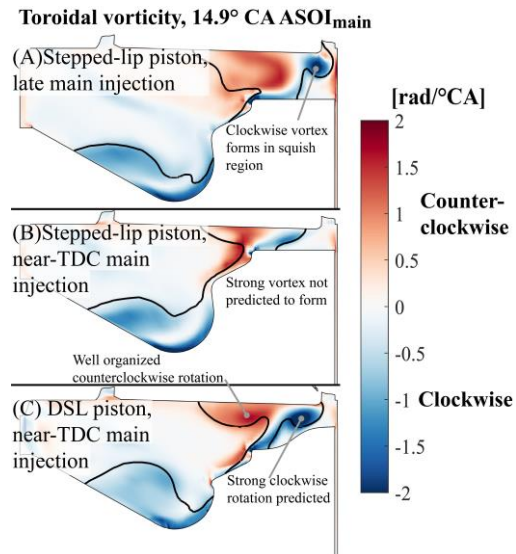 Toroidal vorticity, 14.9° CA ASOImain
(A)Stepped-lip piston,
late main injection
Clockwise vortex
forms in squish
region
(B)Stepped-lip piston,
near-TDC main
injection
Strong vortex not
predicted to form
Well organized
counterclockwise rotation
(C) DSL piston,
near-TDC main
injection
Strong clockwise
rotation predicted
[rad/°CA]
2
1.5
Counter-
clockwise
1
0.5
0
-0.5
-1
Clockwise
-1.5
-2